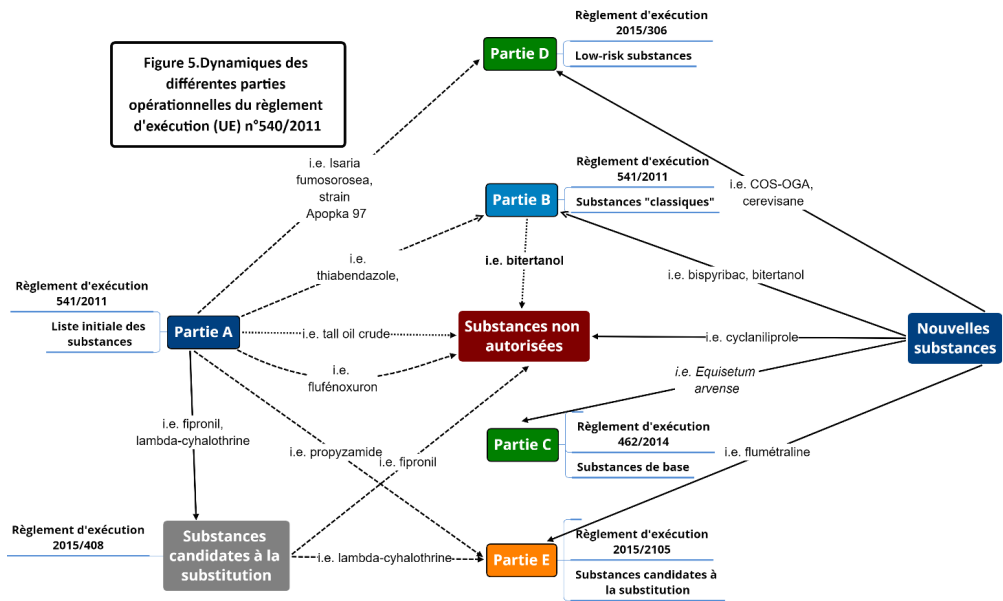 Règlement d'exécution
2015/306
Partie D
Low-risk substances
Figure 5.Dynamiques des
différentes parties
opérationnelles du règlement
d'exécution (UE) n°540/2011
i.e. Isaria
fumosorosea,
strain
Apopka 97
Règlement d'exécution
541/2011
Partie B
Substances "classiques"
i.e. COS-OGA,
cerevisane
i.e.
thiabendazole,
i.e. bitertanol
i.e. bispyribac, bitertanol
Règlement d'exécution
541/2011
Liste initiale des
substances
Partie A
i.e. tall oil crude
Substances non
autorisées
i.e. cyclaniliprole
Nouvelles
substances
i.e.
flufénoxuron
i.e. Equisetum
arvense
i.e. fipronil,
lambda-cyhalothrine
i.e. propyzamide
i.e. fipronil
Partie C
Règlement d'exécution
462/2014
Substances de base
i.e. flumétraline
Règlement d'exécution
2015/408
Substances
candidates à la
substitution
i.e. lambda-cyhalothrine
Partie E
Règlement d'exécution
2015/2105
Substances candidates à
la substitution